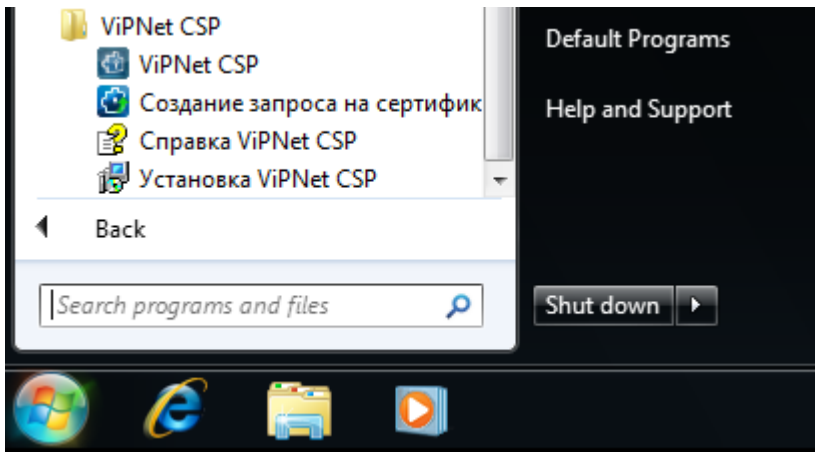 ViPNet CSP
ViPNet CSP
Создание запроса на сертифик
Справка ViPNet CSP
Установка ViPNet CSP
Back
Search programs and files
Default Programs
Help and Support
Shut down